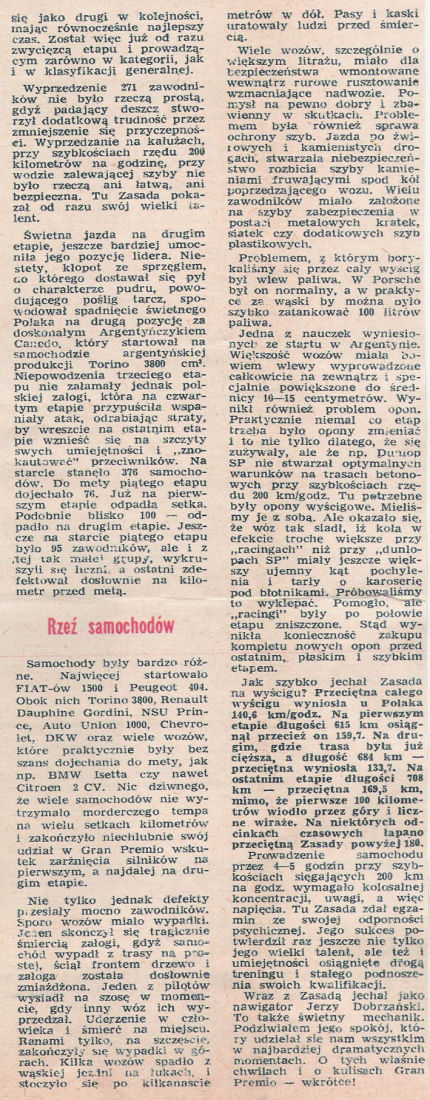 się jako drugi w kolejności,
mając równocześnie najlepszy
czas. Został więc już od razu
zwycięzcą etapu i prowadzą-
cym zarówno w kategorii, jak
i w klasyfikacji generalnej.
Wyprzedzenie 271 zawodni-
ków nie było rzeczą prostą,
gdyż padający deszcz stwo-
rzył dodatkową trudność przez
zmniejszenie się przyczepnoś-
ci. Wyprzedzanie na kałużach,
przy szybkościach rzędu 200
kilometrów na godzinę, przy
wodzie zalewającej szyby nie
było rzeczą ani łatwą, ani
bezpieczną. Tu Zasada poka-
zał od razu swój wielki ta-
lent.
Świetna jazda na drugim
etapie, jeszcze bardziej umoc-
niła jego pozycję lidera. Nie-
stety, kłopot ze sprzęgłem,
do którego dostawał się pył
o charakterze pudru, powo-
dującego poślig tarcz, spo-
wodował spadnięcie świetnego
Polaka na drugą pozycję za
doskonałym Argentyńczykiem
Canedo, który startował na
samochodzie argentyńskiej
produkcji Torino 3800 cm³.
Niepowodzenia trzeciego eta-
pu nie załamały jednak pol-
skiej załogi, która na czwar-
tym etapie przypuściła wspa-
niały atak, odrabiając straty,
by wreszcie na ostatnim eta-
pie wznieść się na szczyty
swych umiejętności i „zno-
kautować” przeciwników. Na
starcie stanęło 376 samocho-
dów. Do mety piątego etapu
dojechało 76. Już na pierw-
szym etapie odpadła setka.
Podobnie blisko 100 — od-
padło na drugim etapie. Jesz-
cze na starcie piątego etapu
było 95 zawodników, ale i z
tej tak małej grupy, wykru-
szyli się liczni, a ostatni zde-
fektował dosłownie na kilo-
metr przed metą.
Rzeź samochodów
Samochody były bardzo róż-
ne. Najwięcej startowało
FIAT-ów 1500 i Peugeot 404.
Obok nich Torino 3800, Renault
Dauphine Gordini, NSU Prin-
ce, Auto Union 1000, Chevro-
let, DKW oraz wiele wozów,
które praktycznie były bez
szans dojechania do mety, jak
np. BMW Isetta czy nawet
Citroen 2 CV. Nic dziwnego,
że wiele samochodów nie wy-
trzymało morderczego tempa
na wielu setkach kilometrów
i zakończyło niechlubnie swój
udział w Gran Premio wsku-
tek zarżnięcia silników na
pierwszym, a najdalej na dru-
gim etapie.
Nie tylko jednak defekty
przesiały mocno zawodników.
Sporo wozów miało wypadki.
Jeden skończył się tragicznie
śmiercią załogi, gdyż samo-
chód wypadł z trasy na pro-
stej, ściął frontem drzewo i
załoga została dosłownie
zmiażdżona. Jeden z pilotów
wysiadł na szosę w momen-
cie, gdy inny wóz ich wy-
przedzał. Uderzenie w czło-
wieka i śmierć na miejscu.
Ranami tylko, na szczęście,
zakończyły się wypadki w gó-
rach. Kilka wozów spadło z
wąskiej jezdni na łukach, i
stoczyło się po kilkanaście
metrów w dół. Pasy i kaski
uratowały ludzi przed śmier-
cią.
Wiele wozów, szczególnie o
większym litrażu, miało dla
bezpieczeństwa wmontowane
wewnątrz rurowe rusztowanie
wzmacniające nadwozie. Po-
mysł na pewno dobry i zba-
wienny w skutkach. Proble-
mem była również sprawa
ochrony szyb. Jazda po żwi-
rowych i kamienistych dro-
gach, stwarzała niebezpieczeń-
stwo rozbicia szyby kamie-
niami fruwającymi spod kół
poprzedzającego wozu. Wielu
zawodników miało założone
na szyby zabezpieczenia w
postaci metalowych kratek,
siatek czy dodatkowych szyb
plastikowych.
Problemem, z którym bory-
kaliśmy się przez cały wyścig
był wlew paliwa. W Porsche
był on normalny, a w prakty-
ce za wąski by można było
szybko zatankować 100 litrów
paliwa.
Jedna z nauczek wyniesio-
nych ze startu w Argentynie.
Większość wozów miała bo-
wiem wlewy wyprowadzone
całkowicie na zewnątrz i spe-
cjalnie powiększone do śred-
nicy 10—15 centymetrów. Wy-
nikł również problem opon.
Praktycznie niemal co etap
trzeba było opony zmieniać
i to nie tylko dlatego, że się
zużywały, ale że np. Dunlop
SP nie stwarzał optymalnych
warunków na trasach betono-
wych przy szybkościach rzę-
du 200 km/godz. Tu potrzebne
były opony wyścigowe. Mieliś-
my je z sobą. Ale okazało się,
że wóz tak siadł, iż koła w
efekcie trochę większe przy
„racingach” niż przy „dunlo-
pach SP” miały jeszcze więk-
szy ujemny kąt pochyle-
nia i tarły o karoserię
pod błotnikami. Próbowaliśmy
to wyklepać. Pomogło, ale
„racingi” były po połowie
etapu zniszczone. Stąd wy-
nikła konieczność zakupu
kompletu nowych opon przed
ostatnim, płaskim i szybkim
etapem.
Jak szybko jechał Zasada
na wyścigu? Przeciętna całego
wyścigu wyniosła u Polaka
140,6 km/godz. Na pierwszym
etapie długości 615 km osiąg-
nął przecież on 159,7. Na dru-
gim, gdzie trasa była już
cięższa, a długość 684 km —
przeciętna wyniosła 133,7. Na
ostatnim etapie długości 708
km — przeciętna 169,5 km,
mimo, że pierwsze 100 kilome-
trów wiodło przez góry i licz-
ne wiraże. Na niektórych od-
cinkach czasowych łapano
przeciętną Zasady powyżej 180.
Prowadzenie samochodu
przez 4—5 godzin przy szyb-
kościach sięgających 200 km
na godz. wymagało kolosalnej
koncentracji, uwagi, a więc
napięcia. Tu Zasada zdał egza-
min ze swojej odporności
psychicznej. Jego sukces po-
twierdził raz jeszcze nie tylko
jego wielki talent, ale też i
umiejętności osiągnięte drogą
treningu i stałego podnosze-
nia swoich kwalifikacji.
Wraz z Zasadą jechał jako
nawigator Jerzy Dobrzański.
To także świetny mechanik.
Podziwiałem jego spokój, któ-
ry udzielał się nam wszystkim
w najbardziej dramatycznych
momentach. O tych właśnie
chwilach i o kulisach Gran
Premio — wkrótce!